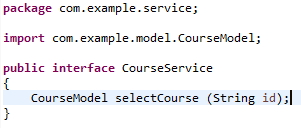 package com.example.service;
import com.example.model.CourseModel;
public interface CourseService
{
CourseModel selectCourse (String id);
}